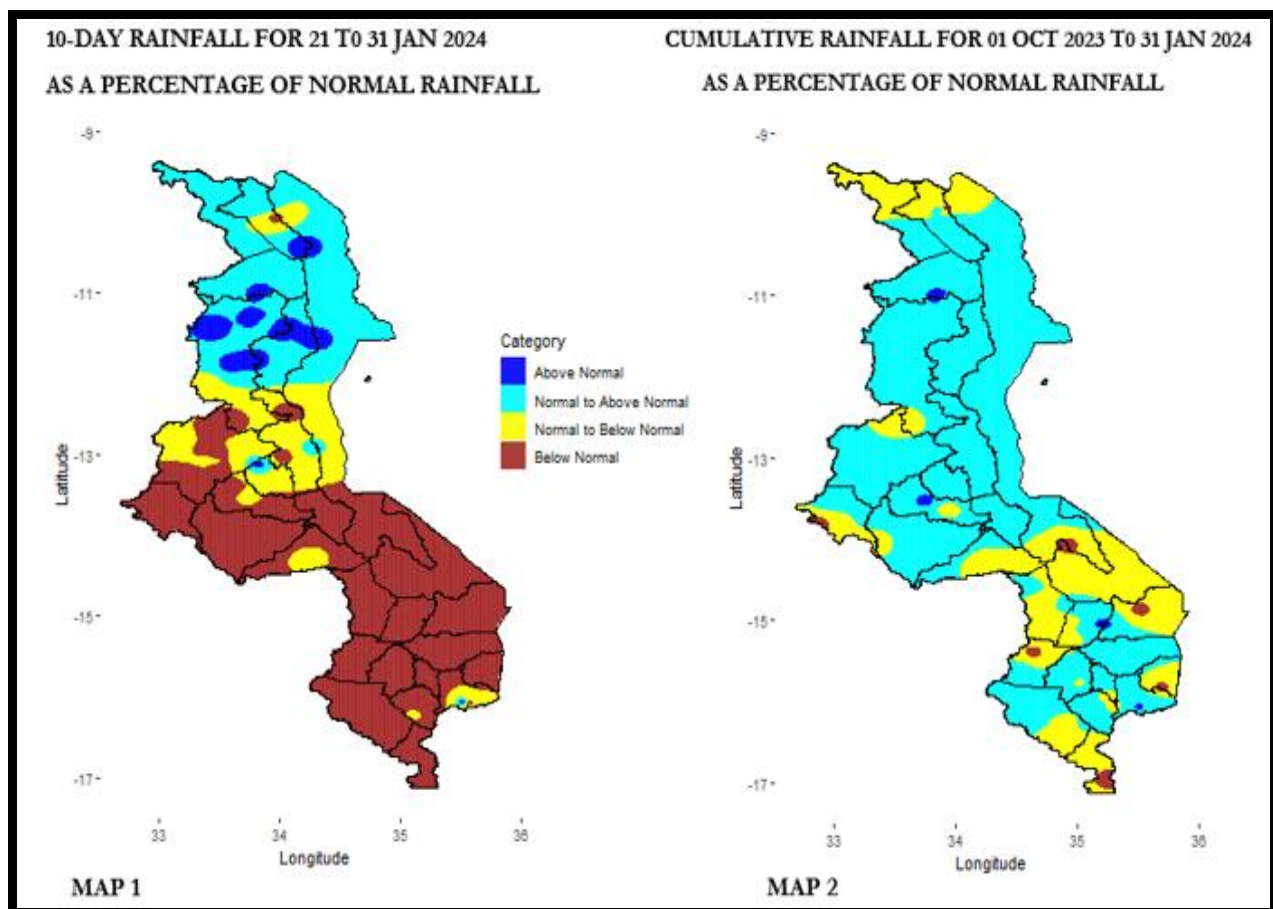 10-DAY RAINFALL FOR 21 T0 31 JAN 2024
AS A PERCENTAGE OF NORMAL RAINFALL
-9
-11
-13
-15
-17
Latitude
33
34
35
36
Longitude
MAP 1
Category
Above Normal
Normal to Above Normal
Normal to Below Normal
Below Normal
CUMULATIVE RAINFALL FOR 01 OCT 2023 T0 31 JAN 2024
AS A PERCENTAGE OF NORMAL RAINFALL
-9
-11
-13
-15
-17
Latitude
33
34
35
36
Longitude
MAP 2